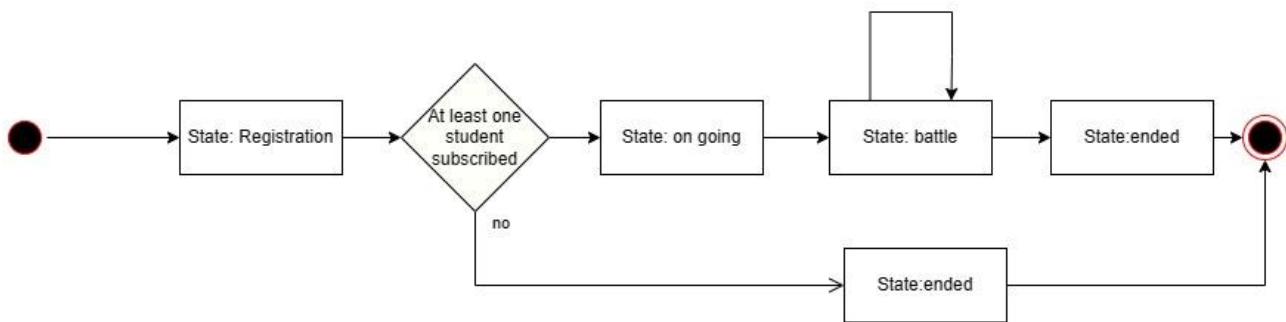 State: Registration
At least one
student
subscribed
State: on going
State: battle
State:ended
no
State:ended